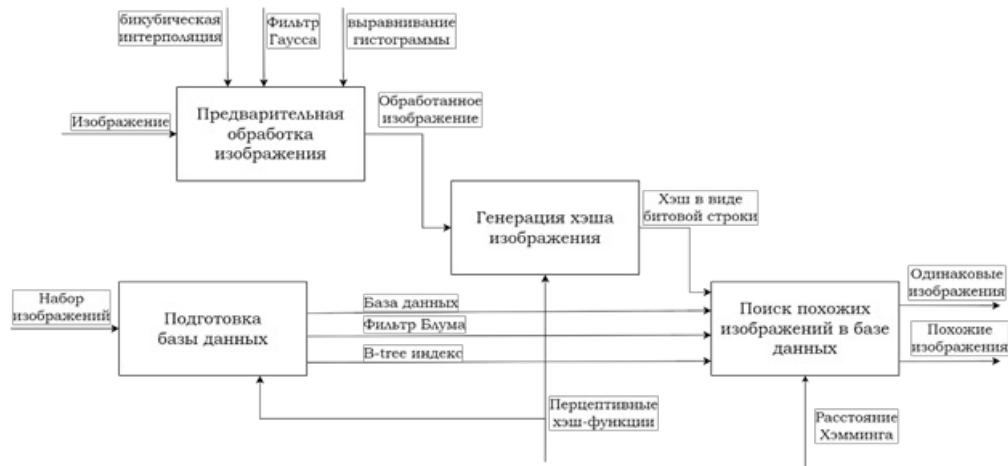 бикубическая
интерполяция
Фильтр
Гаусса
выравнивание
гистограммы
Изображение
Предварительная
обработка
изображения
Обработанное
изображение
Генерация хэша
изображения
Хэш в виде
битовой строки
Набор
изображений
Подготовка
базы данных
База данных
Фильтр Блума
B-tree индекс
Поиск похожих
изображений в базе
данных
Одинаковые
изображения
Похожие
изображения
Перцептивные
хэш-функции
Расстояние
Хэмминга